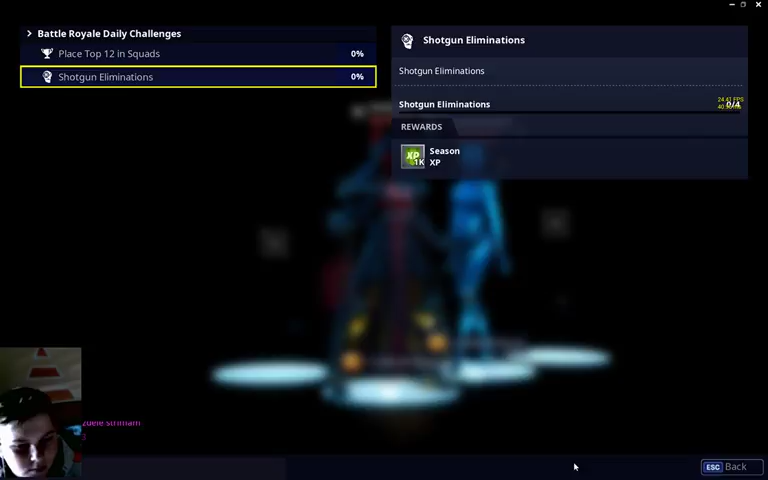 Battle Royale Daily Challenges
Place Top 12 in Squads 0%
Shotgun Eliminations 0%
Shotgun Eliminations
Shotgun Eliminations
Shotgun Eliminations 0/4
REWARDS
XP 1K
Season
XP
ESC Back